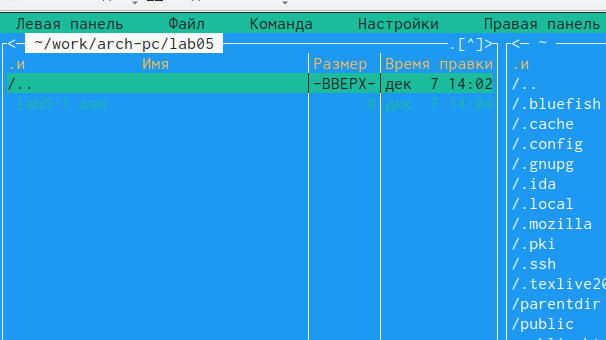 Левая панель Файл Команда Настройки Правая панель
<─ ~/work/arch-pc/lab05 .[^]>
.и Имя Размер Время правки
/.. -ВВЕРХ- дек 7 14:02
lab5-1.asm 0 дек 7 14:04
<─ ~
.и
/..
/.bluefish
/.cache
/.config
/.gnupg
/.ida
/.local
/.mozilla
/.pki
/.ssh
/.texlive20
/parentdir
/public